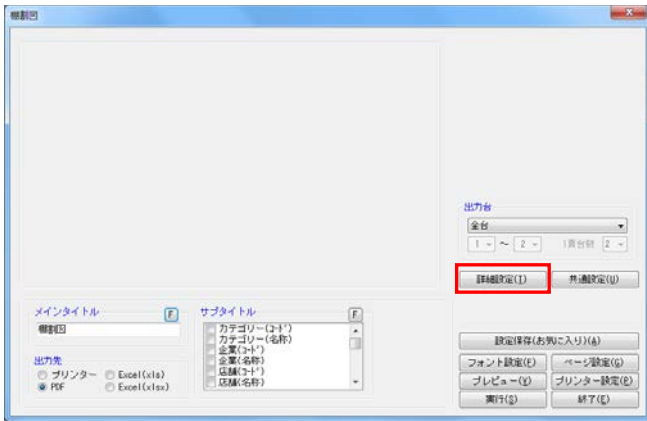 棚割図
出力台
全台
1 ～ 2 1頁台数 2
詳細設定(I) 共通設定(U)
メインタイトル F サブタイトル F
棚割図
カテゴリー(コード)
カテゴリー(名称)
企業(コード)
企業(名称)
店舗(コード)
店舗(名称)
出力先
プリンター Excel(xls)
PDF Excel(xlsx)
設定保存(お気に入り)(A)
フォント設定(F) ページ設定(G)
プレビュー(V) プリンター設定(P)
実行(S) 終了(E)